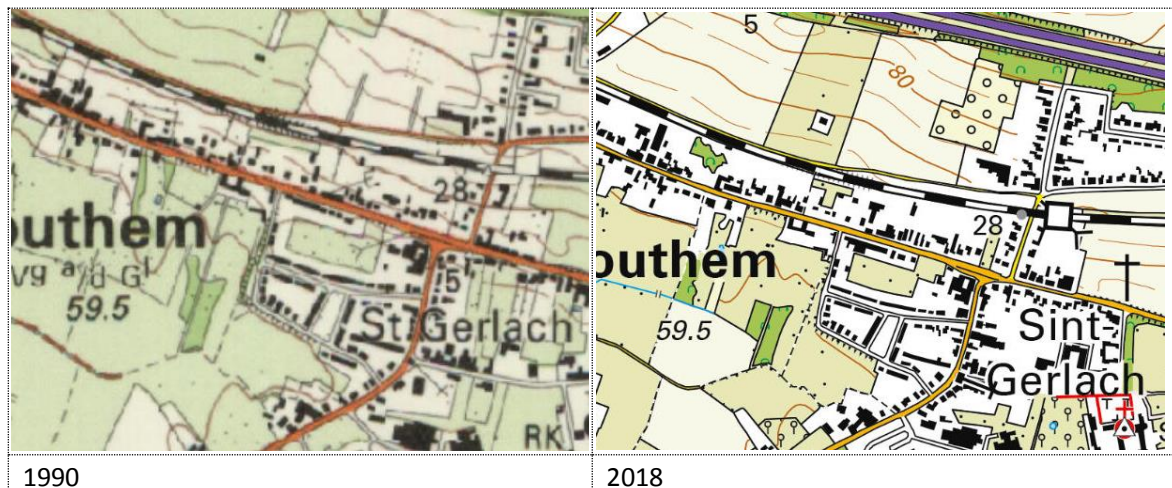 outhem
vg a/d Gl
59.5
28
5
St. Gerlach
RK
5
80
28
outhem
59.5
Sint-
Gerlach
1990
2018